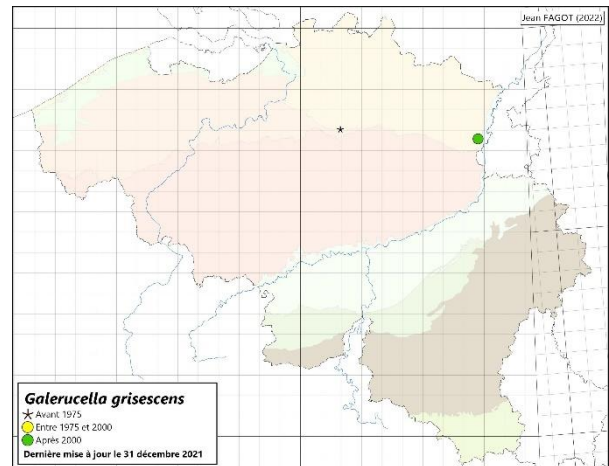 Jean FAGOT (2022)
Galerucella grisescens
Avant 1975
Entre 1975 et 2000
Après 2000
Dernière mise à jour le 31 décembre 2021